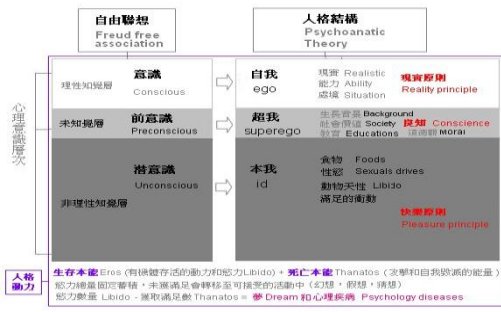 自由聯想
Freud free
association
人格結構
Psychoanatic
Theory
心理意識層次
理性知覺層
意識
Conscious
自我
ego
現實 Realistic
能力 Ability
處境 Situation
現實原則
Reality principle
未知覺層
前意識
Preconscious
超我
superego
生長背景 Background
社會價值 Society
教育 Educations
良知 Conscience
道德觀 Moral
非理性知覺層
潛意識
Unconscious
本我
id
食物 Foods
性慾 Sexuals drives
動物天性 Libido
滿足的衝動
快樂原則
Pleasure principle
人格
動力
生存本能 Eros (有機體存活的動力和慾力Libido) + 死亡本能 Thanatos (攻擊和自我毀滅的能量)
慾力總量固定蓄積，未獲滿足會轉移至可接受的活動中 (幻想，假想，猜想)
慾力數量 Libido - 獲取滿足數 Thanatos = 夢 Dream 和心理疾病 Psychology diseases